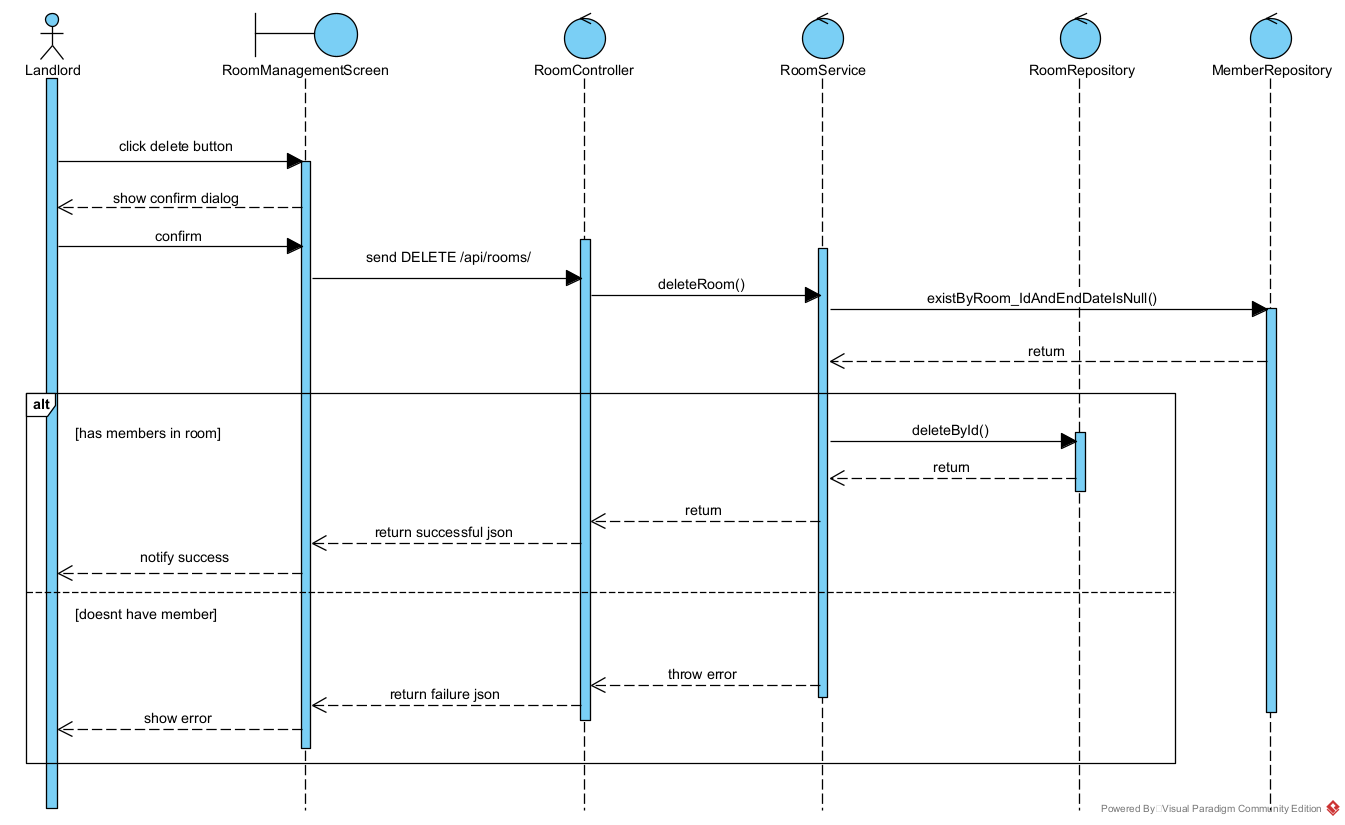 Landlord
RoomManagementScreen
RoomController
RoomService
RoomRepository
MemberRepository
click delete button
show confirm dialog
confirm
send DELETE /api/rooms/
deleteRoom()
existByRoom_IdAndEndDateIsNull()
return
alt
[has members in room]
deleteById()
return
return
return successful json
notify success
[doesnt have member]
throw error
return failure json
show error
Powered By Visual Paradigm Community Edition